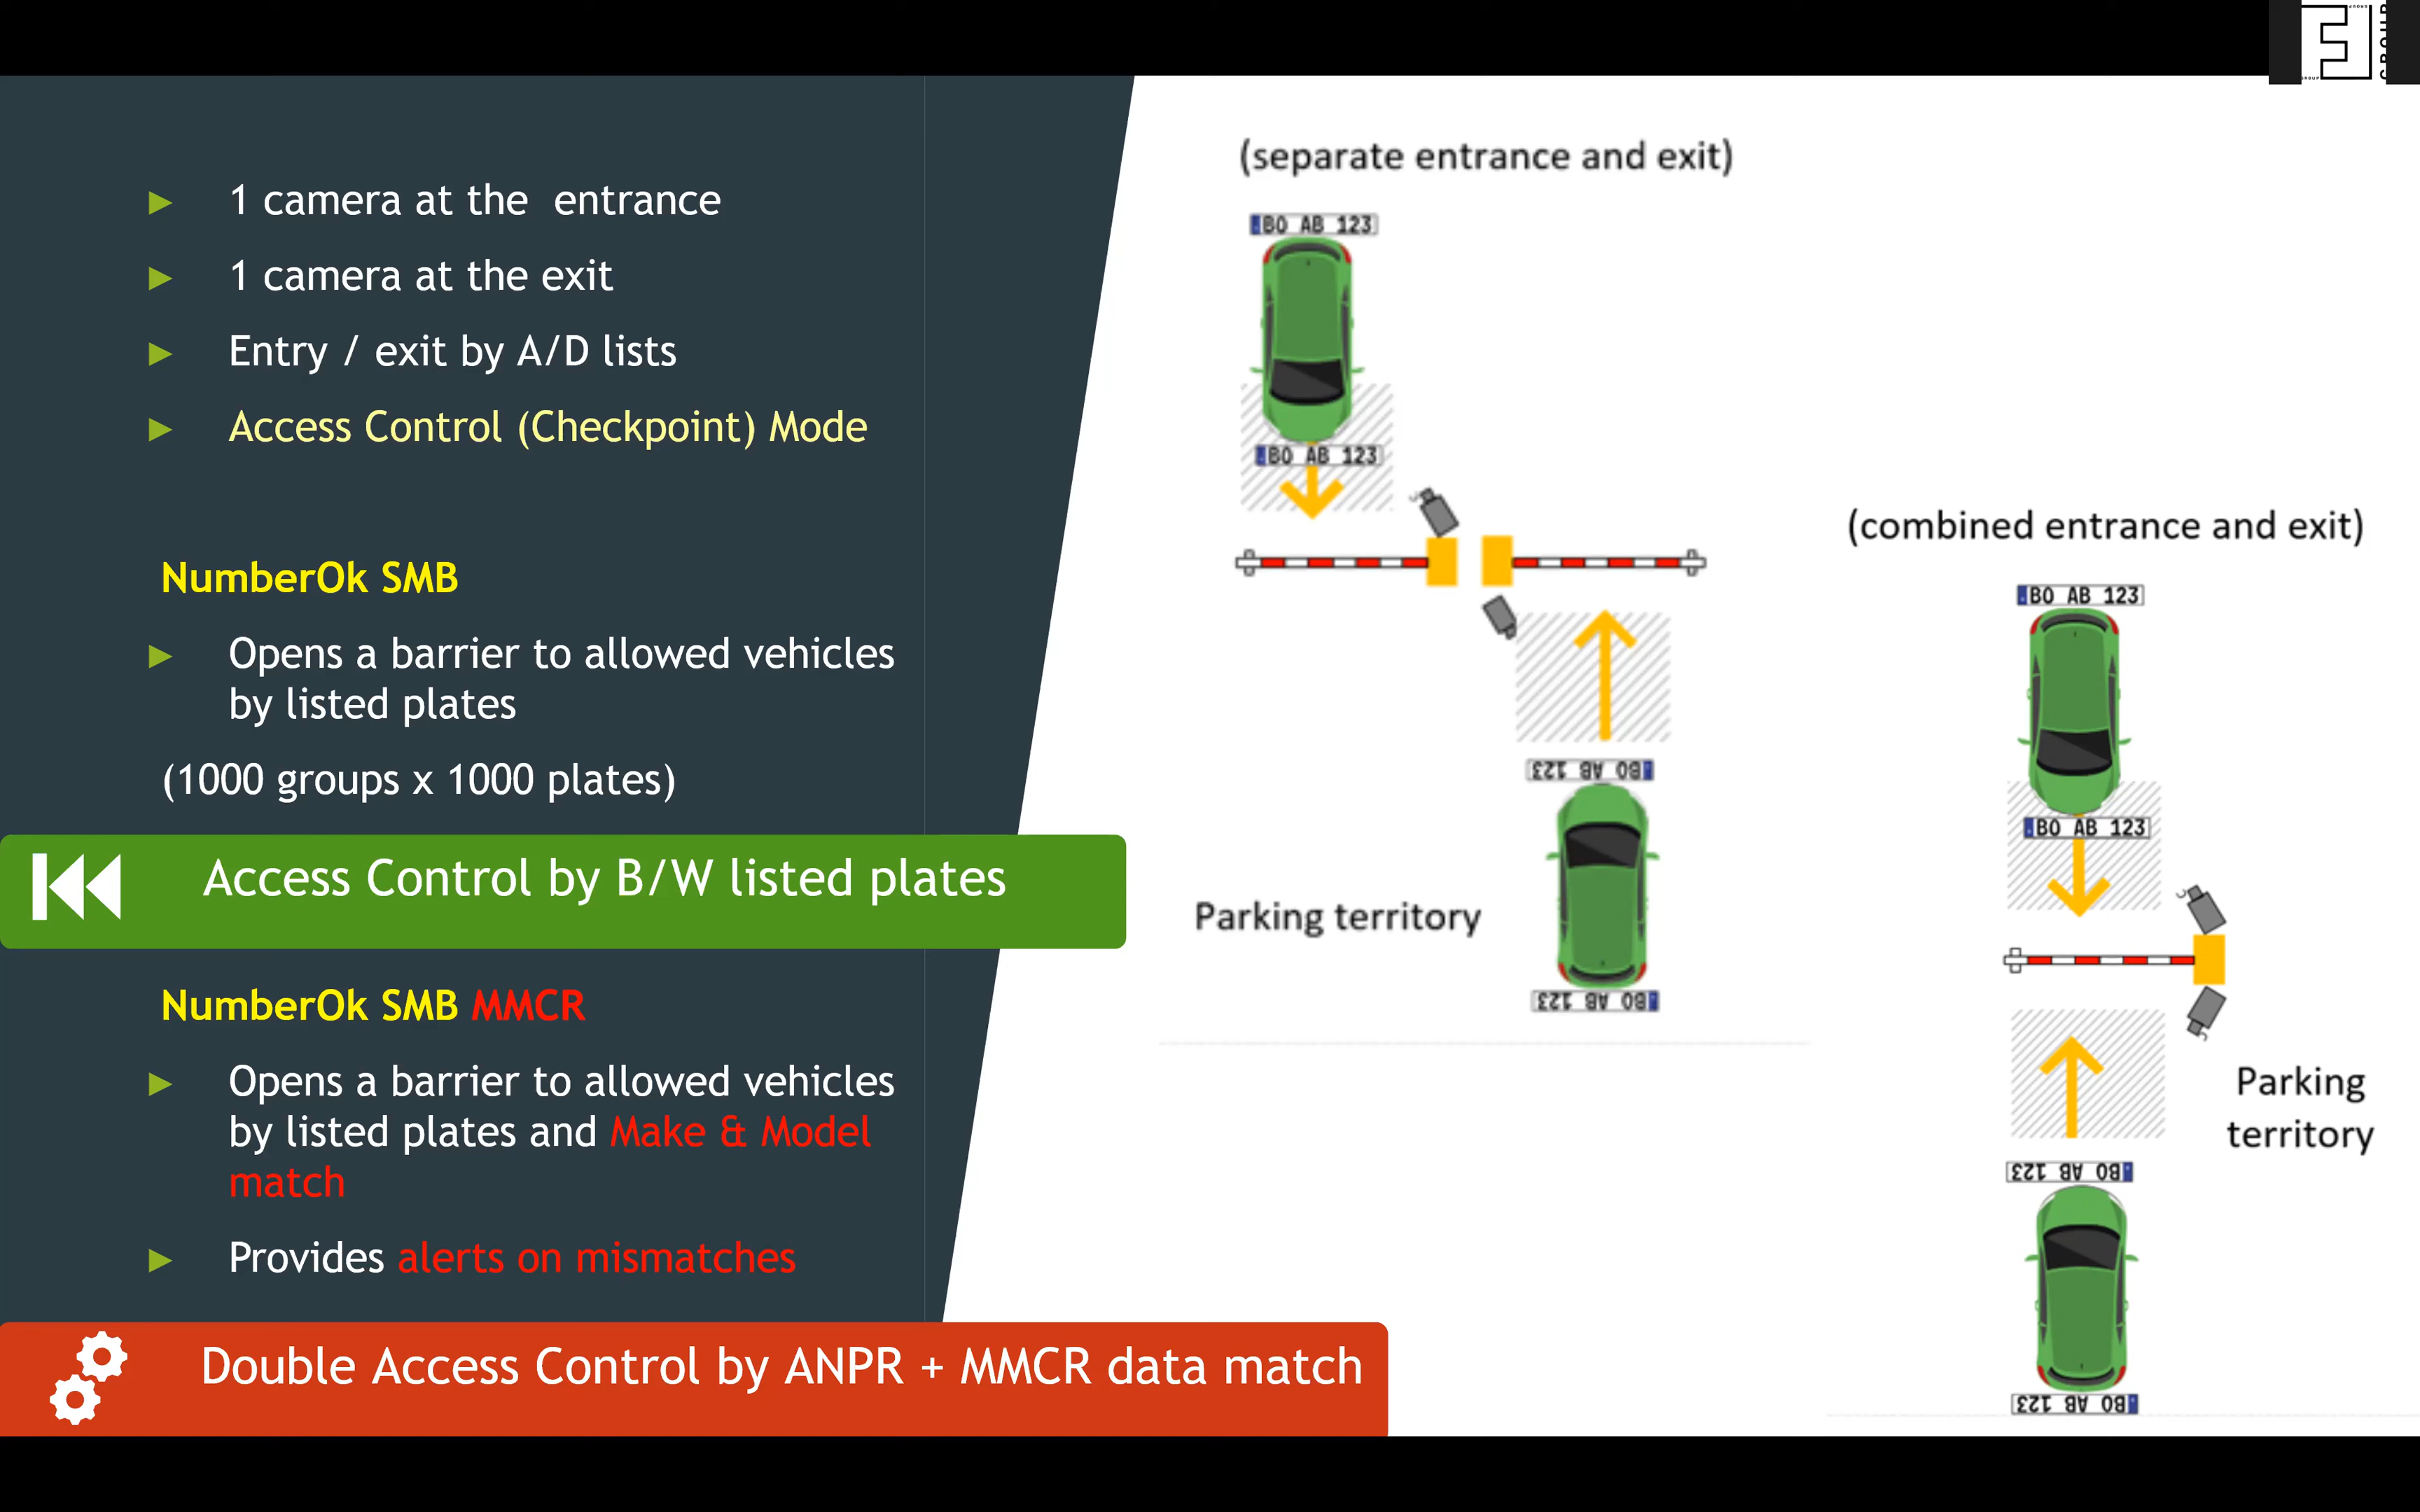 1 camera at the entrance
1 camera at the exit
Entry / exit by A/D lists
Access Control (Checkpoint) Mode
NumberOk SMB
Opens a barrier to allowed vehicles
by listed plates
(1000 groups x 1000 plates)
Access Control by B/W listed plates
NumberOk SMB MMCR
Opens a barrier to allowed vehicles
by listed plates and Make & Model
match
Provides alerts on mismatches
Double Access Control by ANPR + MMCR data match
(separate entrance and exit)
BO AB 123
BO AB 123
BO AB 123
Parking territory
BO AB 123
(combined entrance and exit)
BO AB 123
BO AB 123
Parking
territory
BO AB 123
BO AB 123
GROUP